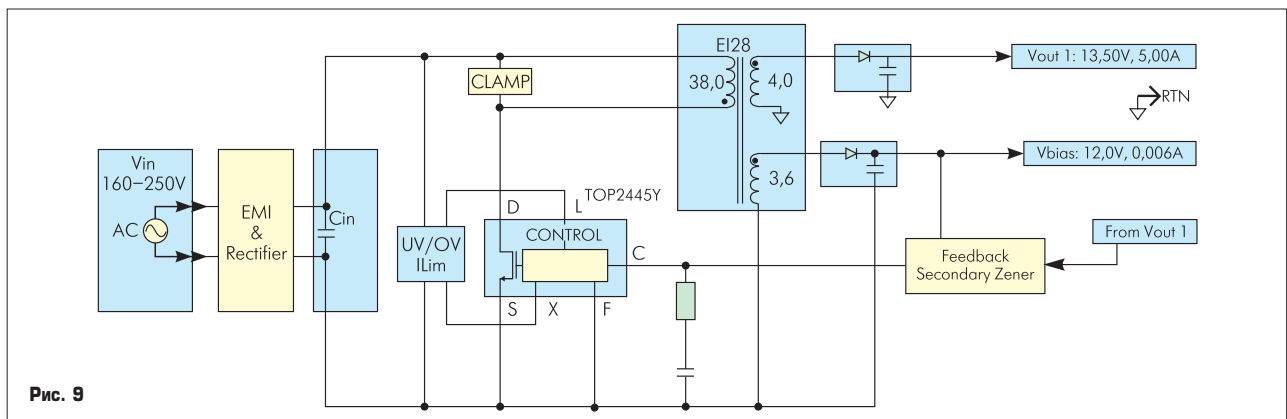 EI28
38,0
4,0
Vout 1: 13,50V, 5,00A
RTN
CLAMP
Vin
160–250V
AC
EMI
&
Rectifier
Cin
3,6
Vbias: 12,0V, 0,006A
TOP2445Y
D
L
UV/OV
ILim
CONTROL
C
S
X
F
From Vout 1
Feedback
Secondary Zener
Рис. 9